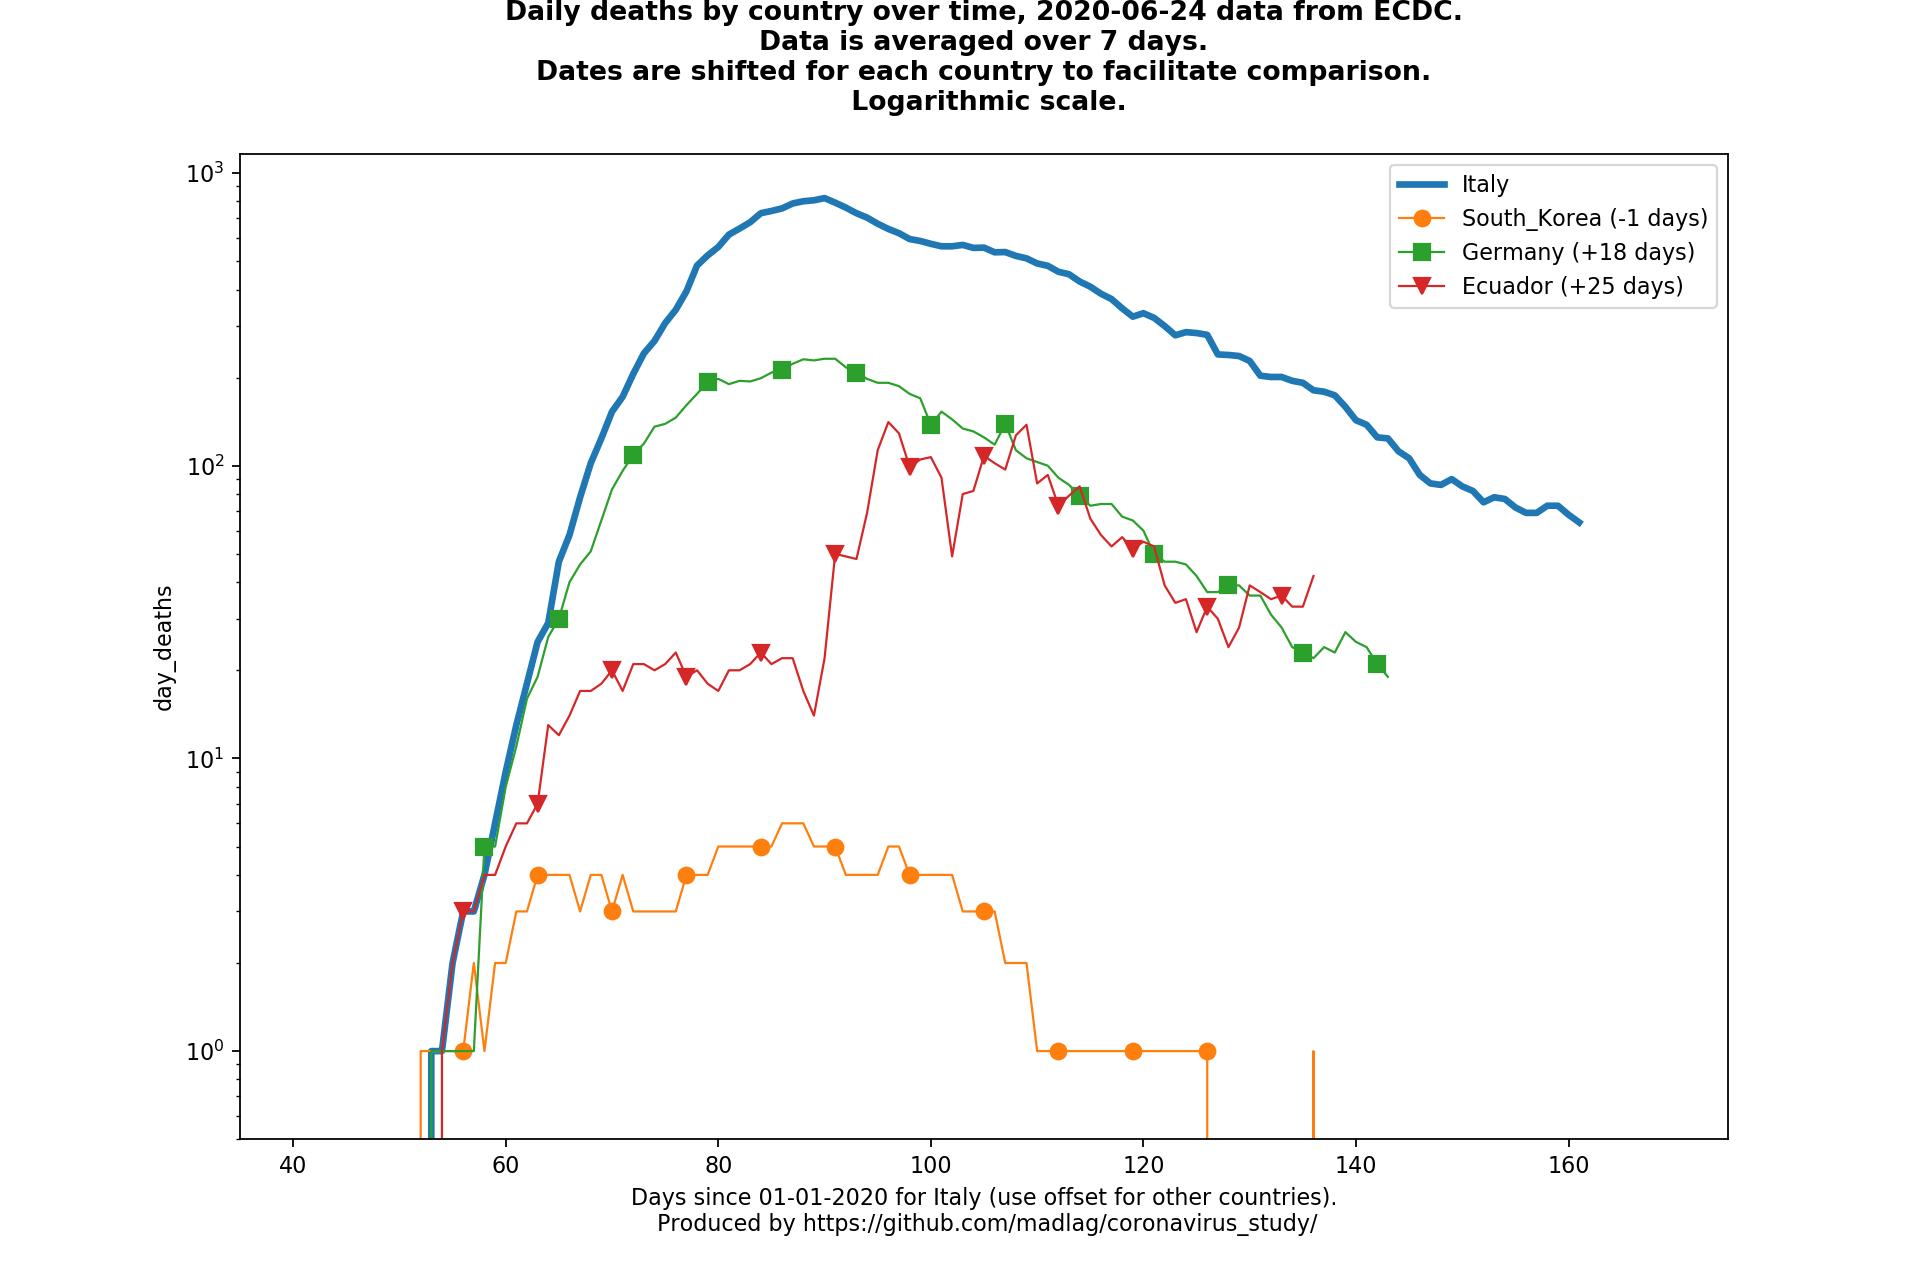 Daily deaths by country over time, 2020-06-24 data from ECDC.
Data is averaged over 7 days.
Dates are shifted for each country to facilitate comparison.
Logarithmic scale.
10³
10²
10¹
10⁰
day_deaths
Italy
South_Korea (-1 days)
Germany (+18 days)
Ecuador (+25 days)
40 60 80 100 120 140 160
Days since 01-01-2020 for Italy (use offset for other countries).
Produced by https://github.com/madlag/coronavirus_study/